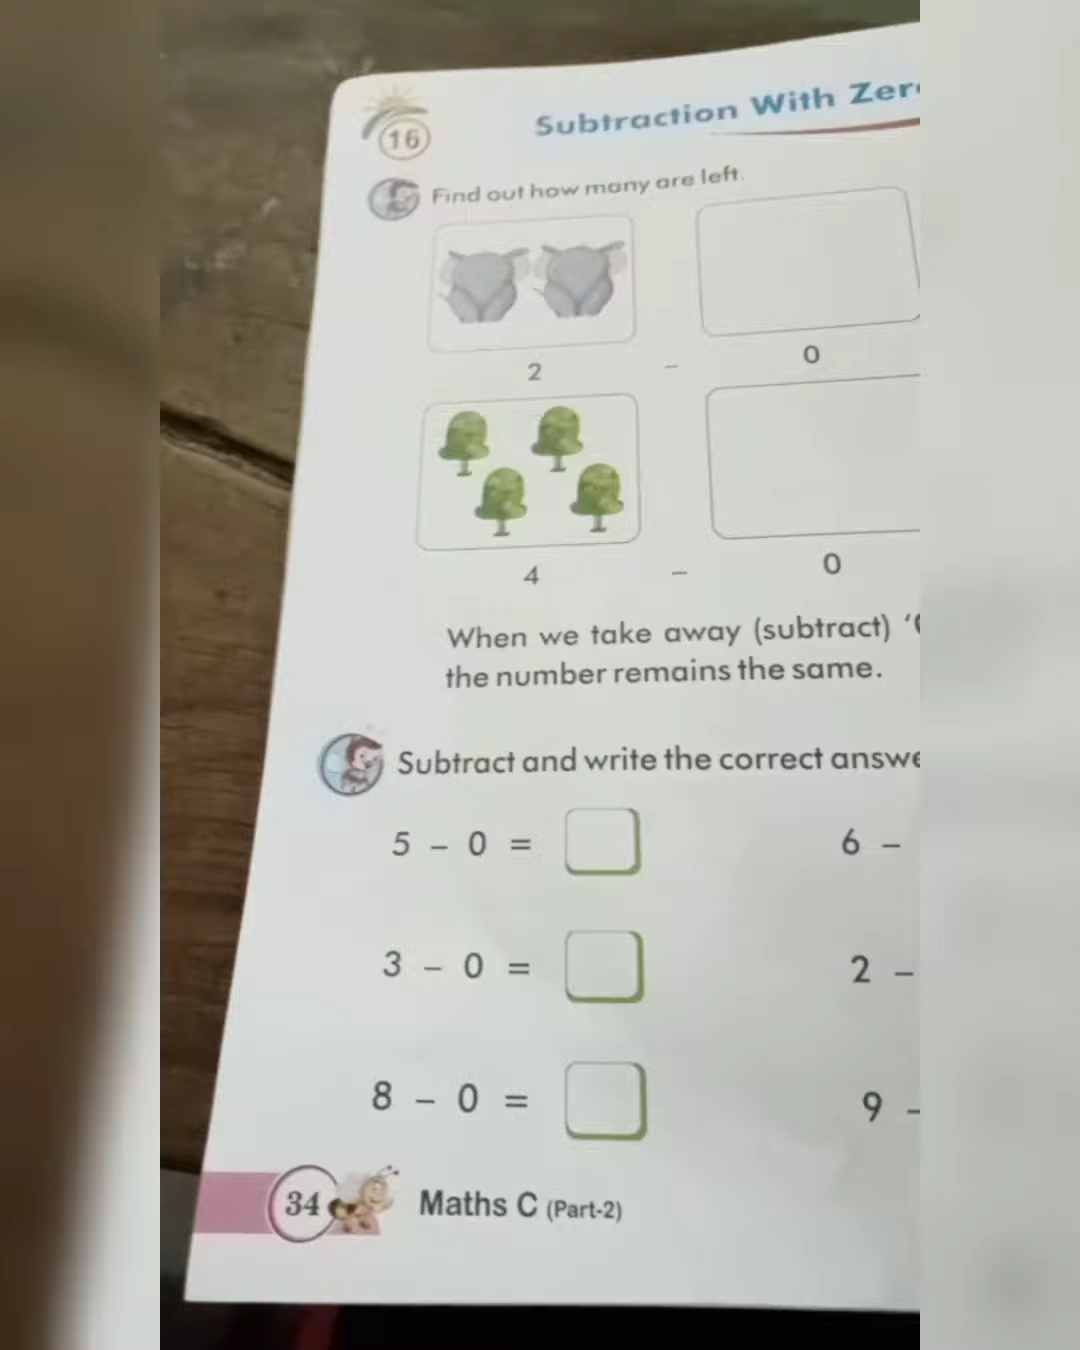 16
Subtraction With
Find out how many are left.
2 - 0
4 - 0
When we take away (subtract)
the number remains the same.
Subtract and write the correct
5 - 0 =
6 -
3 - 0 =
2 -
8 - 0 =
9 -
34
Maths C (Part-2)